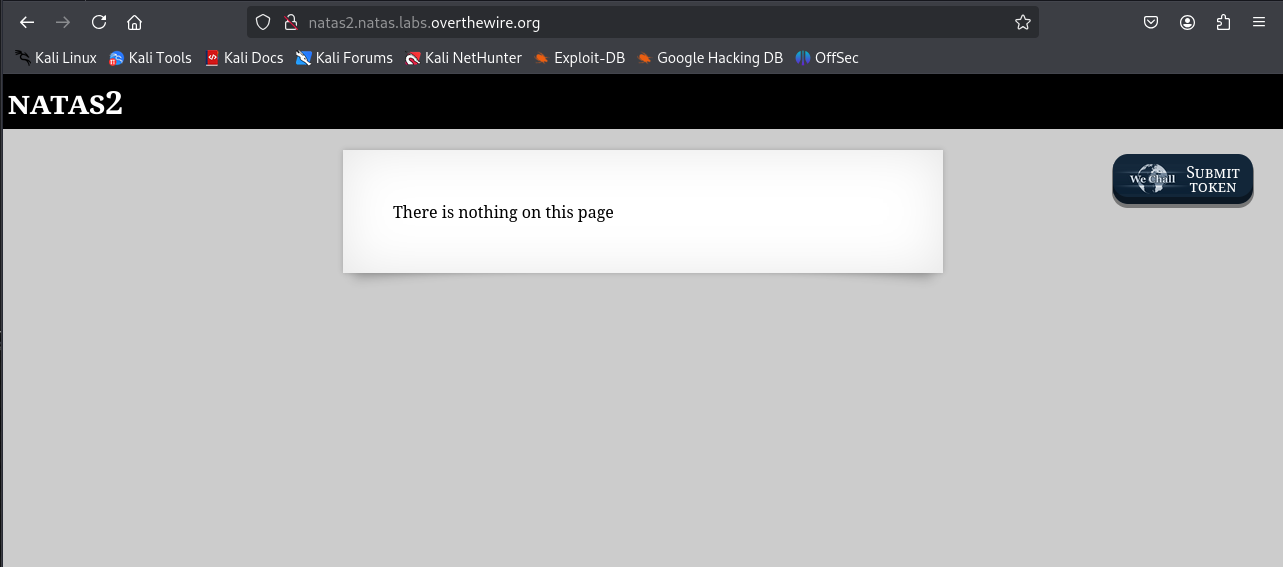 natas2.natas.labs.overthewire.org
Kali Linux Kali Tools Kali Docs Kali Forums Kali NetHunter Exploit-DB Google Hacking DB OffSec
NATAS2
There is nothing on this page
We Chall
SUBMIT
TOKEN